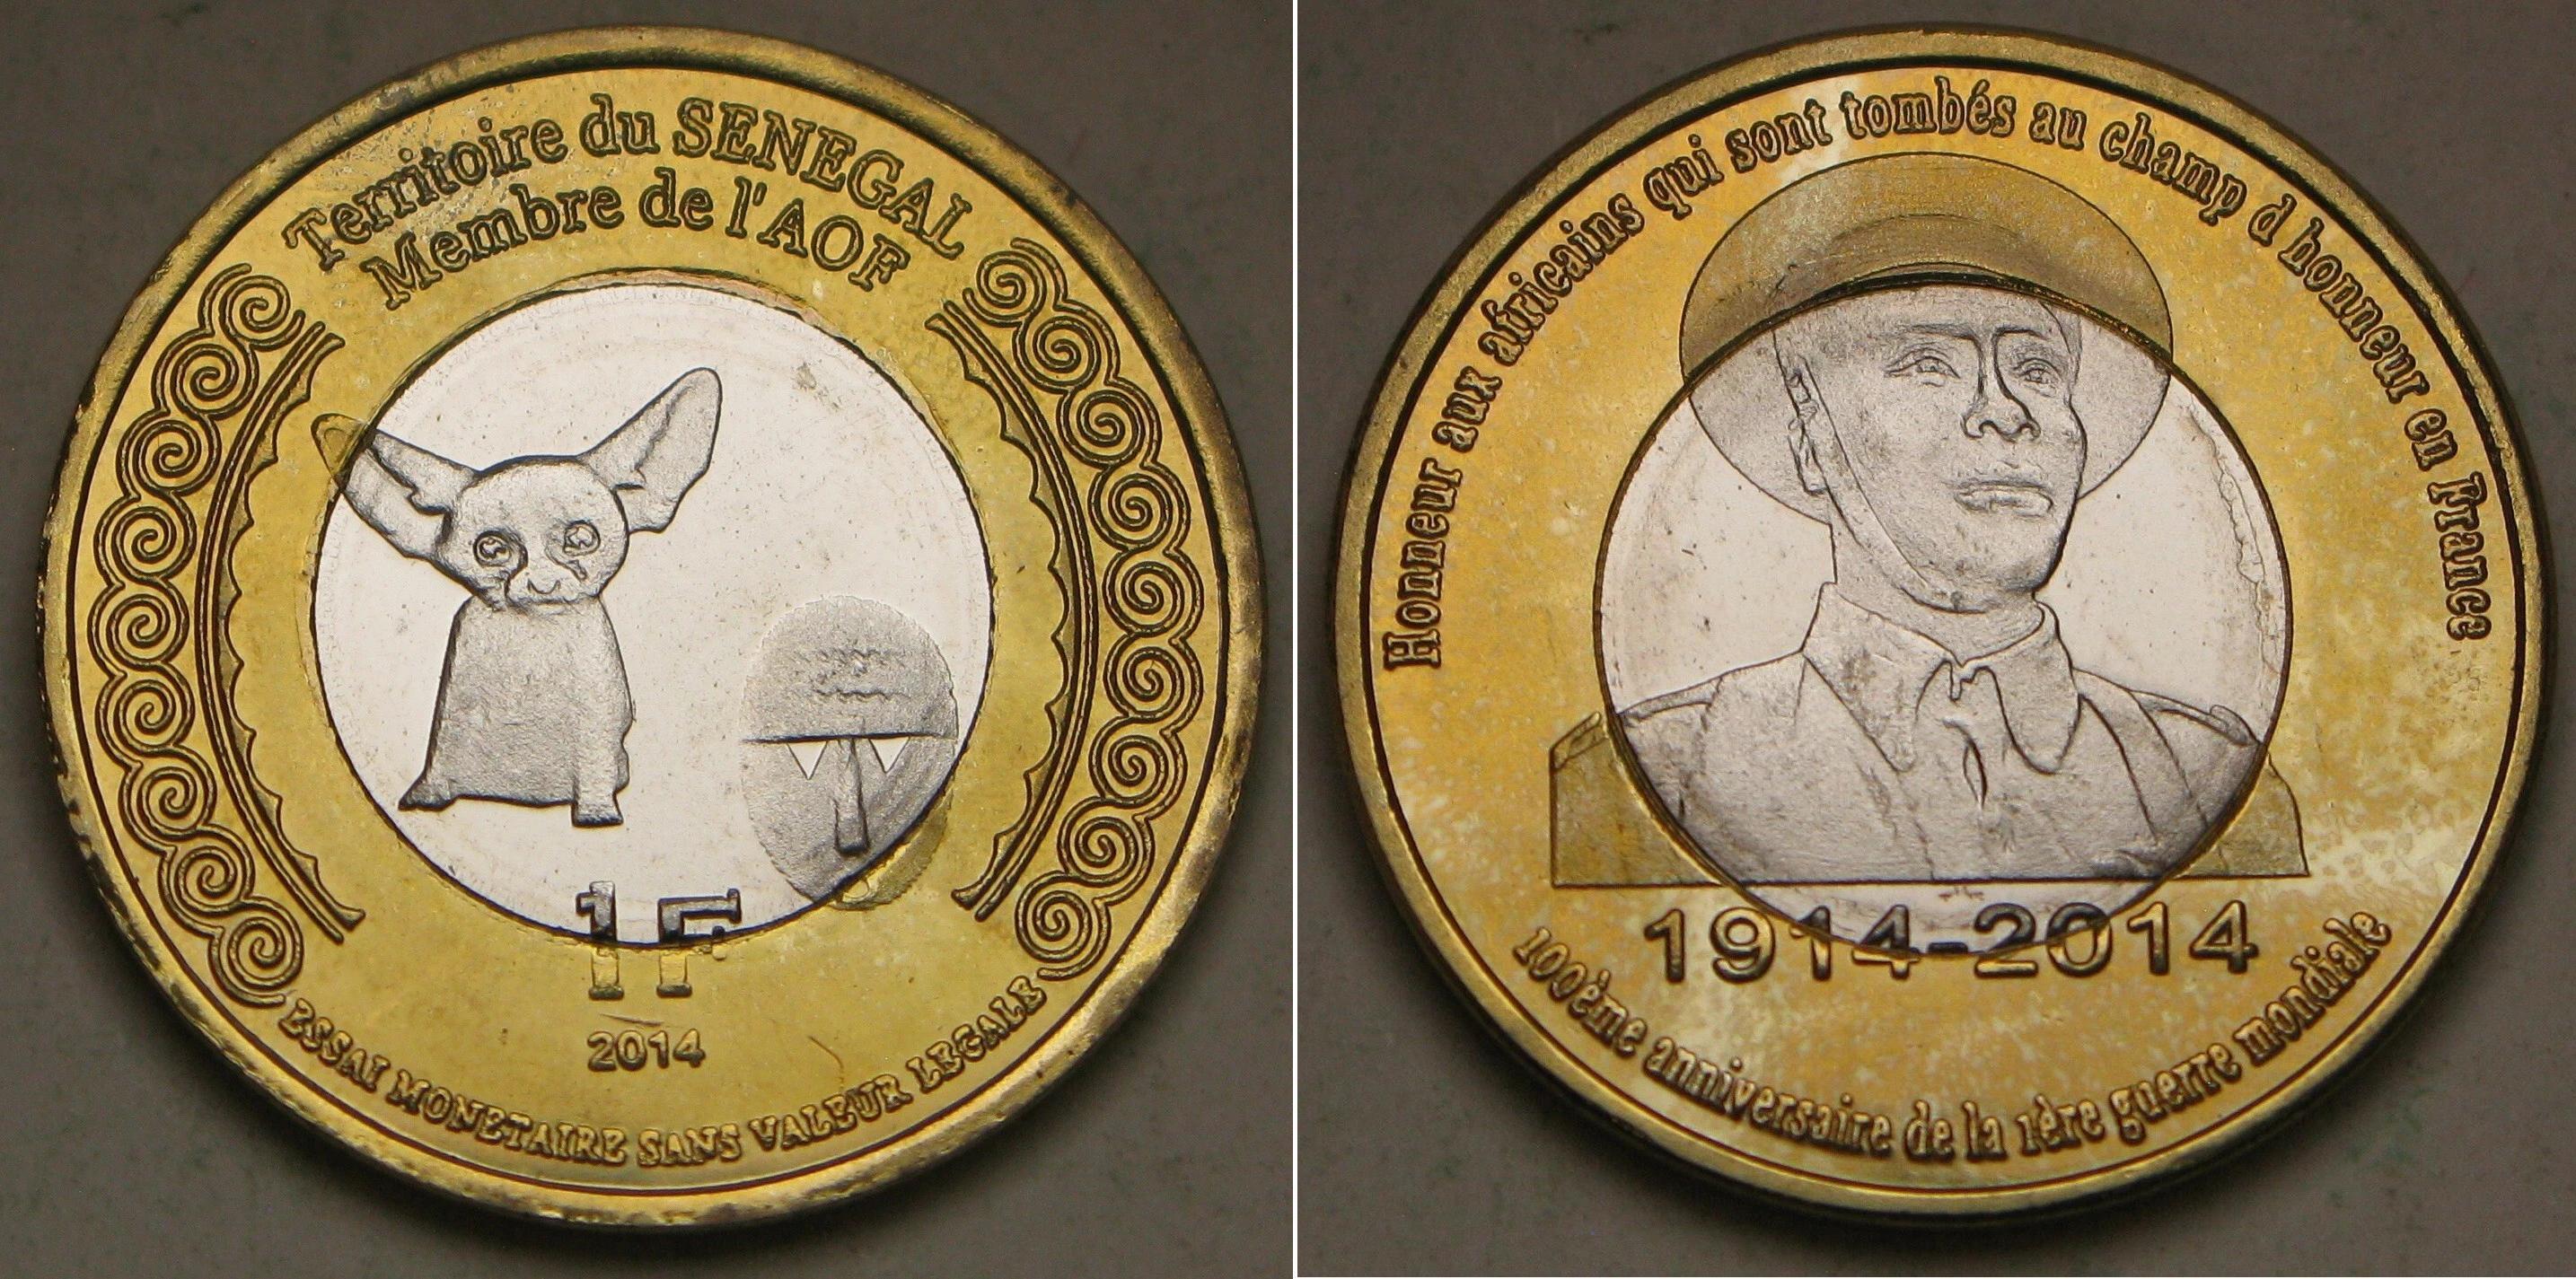 Territoire du SENEGAL
Membre de l'AOF
1F
2014
ESSAI MONETAIRE SANS VALEUR LEGALE
Honneur aux africains qui sont tombés au champ d honneur en France
1914-2014
100ème anniversaire de la 1ère guerre mondiale